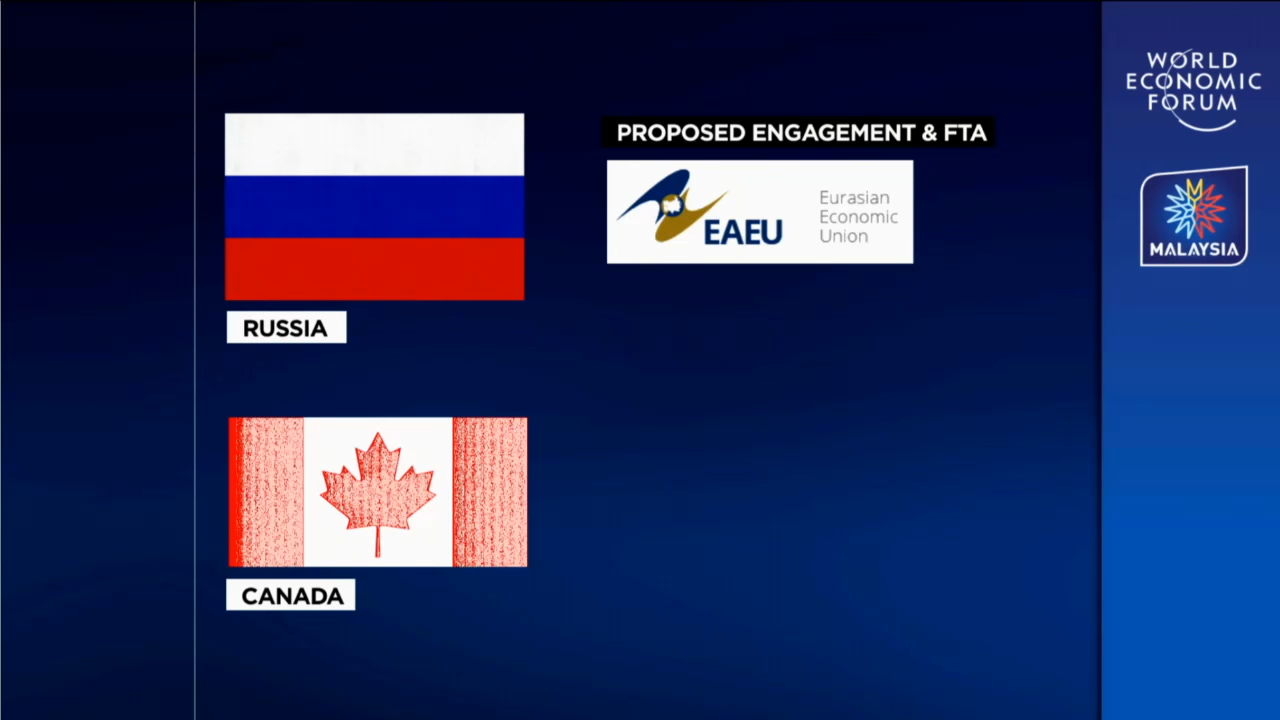 PROPOSED ENGAGEMENT & FTA
EAEU
Eurasian
Economic
Union
RUSSIA
CANADA
WORLD
ECONOMIC
FORUM
MALAYSIA